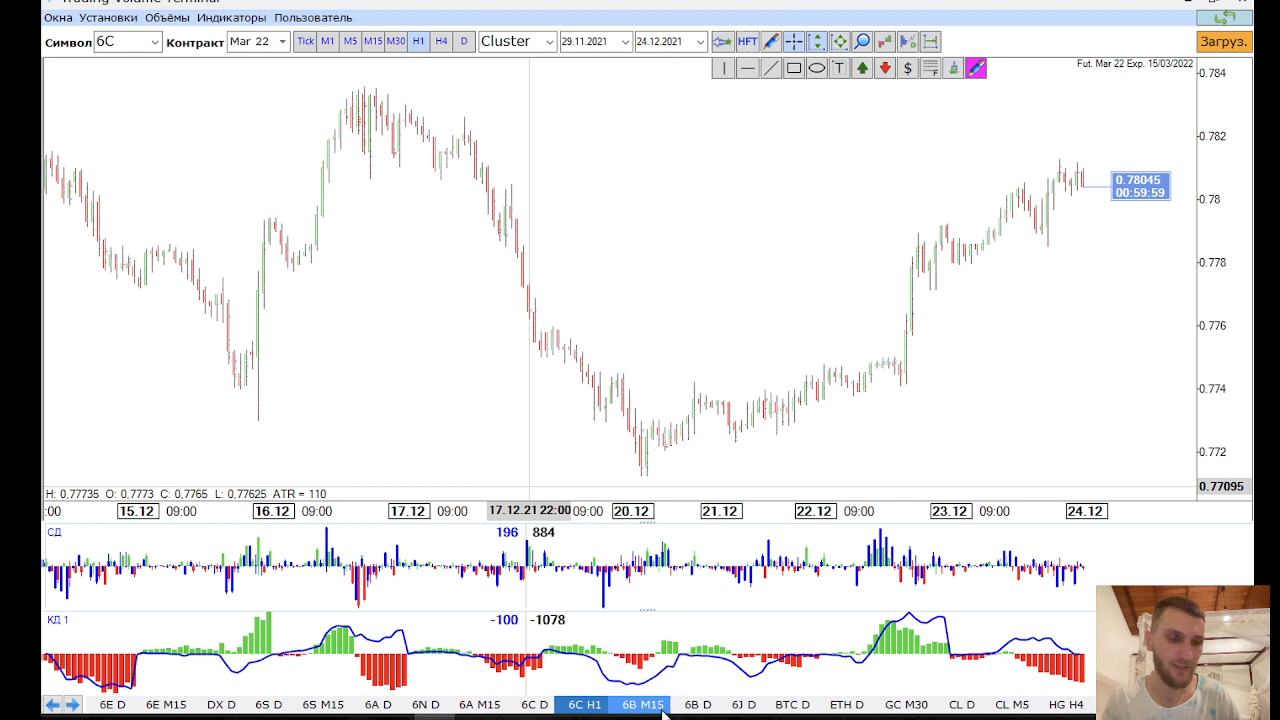 Trading Volume Terminal
Окна Установки Объёмы Индикаторы Пользователь
Символ 6C Контракт Mar 22 Tick M1 M5 M15 M30 H1 H4 D Cluster 29.11.2021 24.12.2021 HFT Загруз.
T $ F
Fut. Mar 22 Exp. 15/03/2022
0.784
0.782
0.78045
00:59:59
0.78
0.778
0.776
0.774
0.772
0.77095
H: 0,77735 O: 0,7773 C: 0,7765 L: 0,77625 ATR = 110
:00 15.12 09:00 16.12 09:00 17.12 09:00 17.12.21 22:00 09:00 20.12 21.12 22.12 09:00 23.12 09:00 24.12
СД 196 884
КД 1 -100 -1078
6E D 6E M15 DX D 6S D 6S M15 6A D 6N D 6A M15 6C D 6C H1 6B M15 6B D 6J D BTC D ETH D GC M30 CL D CL M5 HG H4